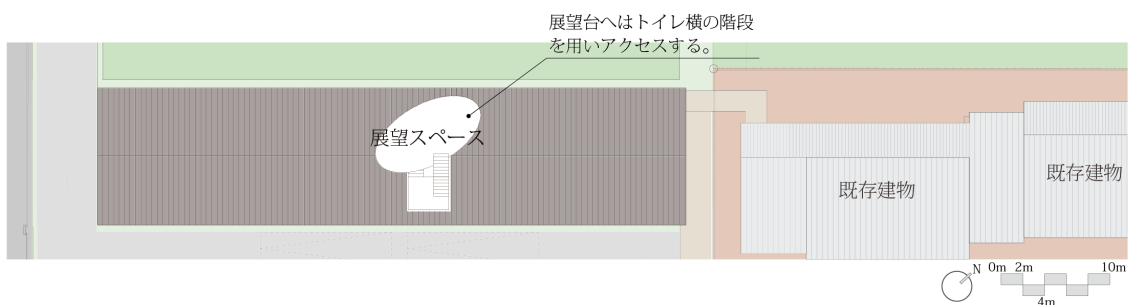 展望台へはトイレ横の階段
を用いアクセスする。
展望スペース
既存建物
既存建物
N 0m 2m 10m
4m